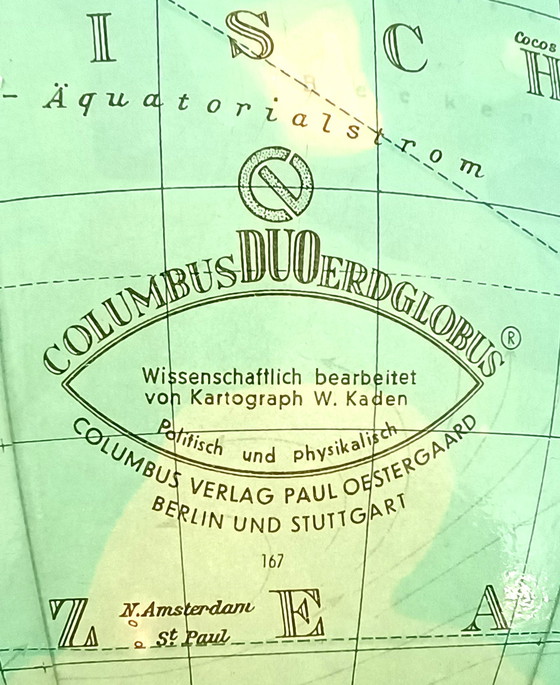 I S C H
Cocos
Becken
- Äquatorialstrom
COLUMBUS DUO ERDGLOBUS ®
Wissenschaftlich bearbeitet
von Kartograph W. Kaden
Politisch und physikalisch
COLUMBUS VERLAG PAUL OESTERGAARD
BERLIN UND STUTTGART
167
Z E A
N. Amsterdam
St Paul